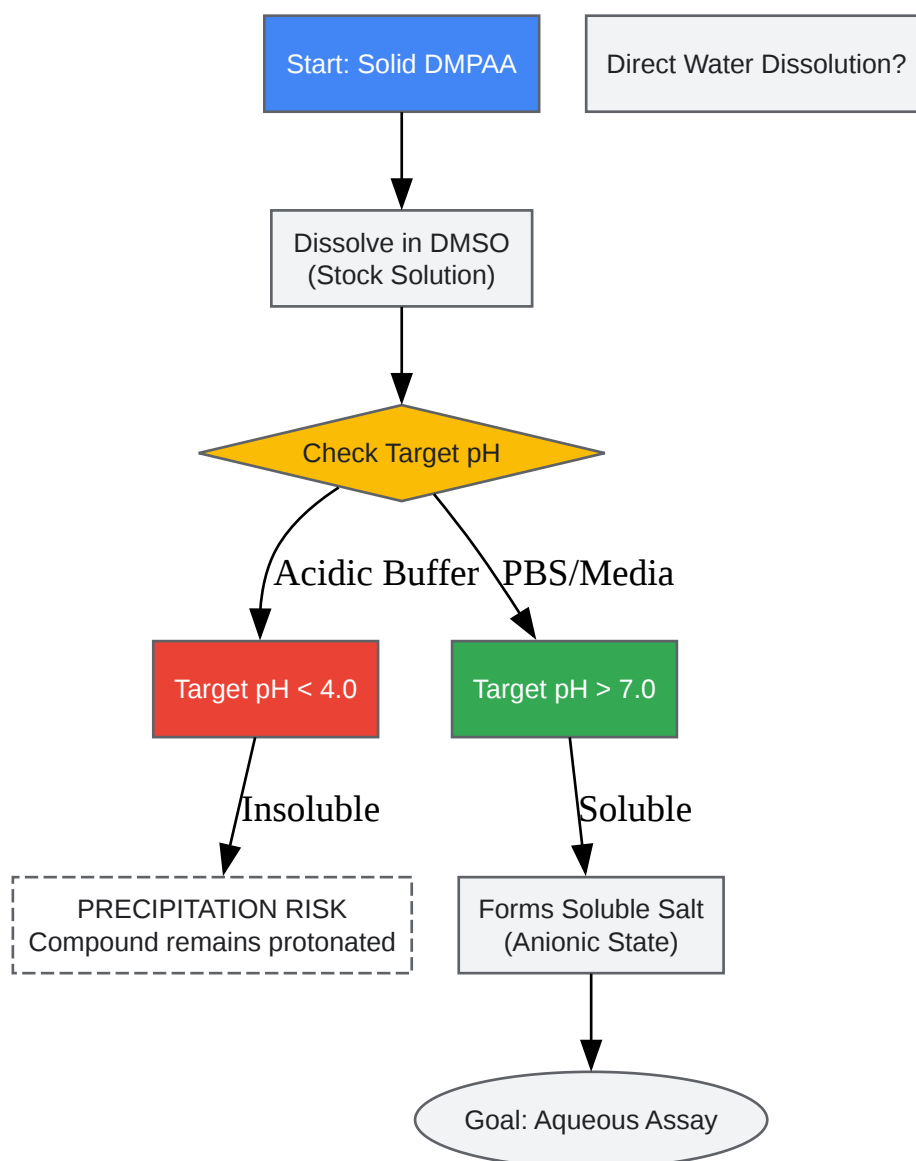 Start: Solid DMPAA
Direct Water Dissolution?
Dissolve in DMSO
(Stock Solution)
Check Target pH
Acidic Buffer
PBS/Media
Target pH < 4.0
Target pH > 7.0
Insoluble
Soluble
PRECIPITATION RISK
Compound remains protonated
Forms Soluble Salt
(Anionic State)
Goal: Aqueous Assay